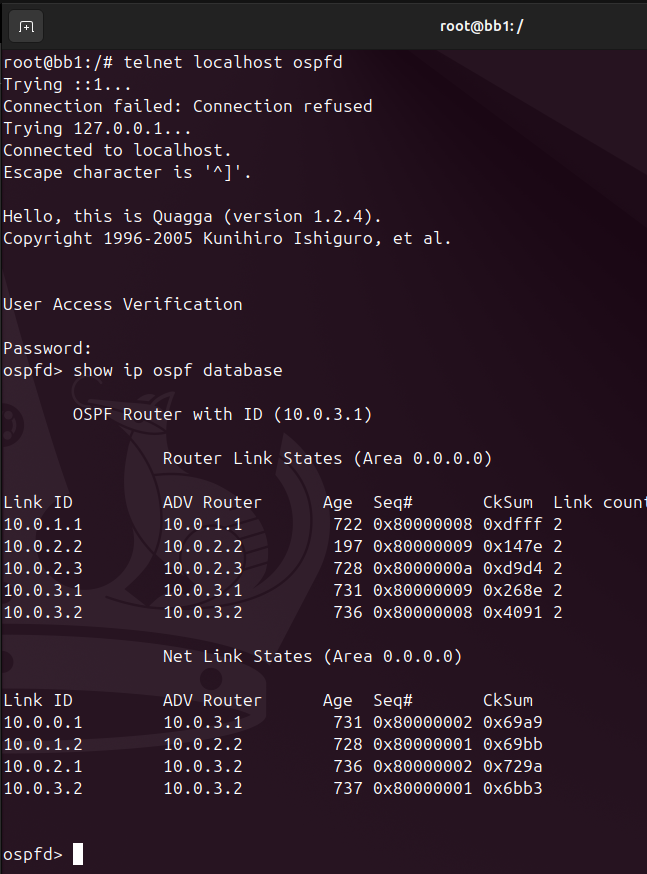 root@bb1: /
root@bb1:/# telnet localhost ospfd
Trying ::1...
Connection failed: Connection refused
Trying 127.0.0.1...
Connected to localhost.
Escape character is '^]'.
Hello, this is Quagga (version 1.2.4).
Copyright 1996-2005 Kunihiro Ishiguro, et al.
User Access Verification
Password:
ospfd> show ip ospf database
OSPF Router with ID (10.0.3.1)
Router Link States (Area 0.0.0.0)
Link ID ADV Router Age Seq# CkSum Link count
10.0.1.1 10.0.1.1 722 0x80000008 0xdfff 2
10.0.2.2 10.0.2.2 197 0x80000009 0x147e 2
10.0.2.3 10.0.2.3 728 0x8000000a 0xd9d4 2
10.0.3.1 10.0.3.1 731 0x80000009 0x268e 2
10.0.3.2 10.0.3.2 736 0x80000008 0x4091 2
Net Link States (Area 0.0.0.0)
Link ID ADV Router Age Seq# CkSum
10.0.0.1 10.0.3.1 731 0x80000002 0x69a9
10.0.1.2 10.0.2.2 728 0x80000001 0x69bb
10.0.2.1 10.0.3.2 736 0x80000002 0x729a
10.0.3.2 10.0.3.2 737 0x80000001 0x6bb3
ospfd>